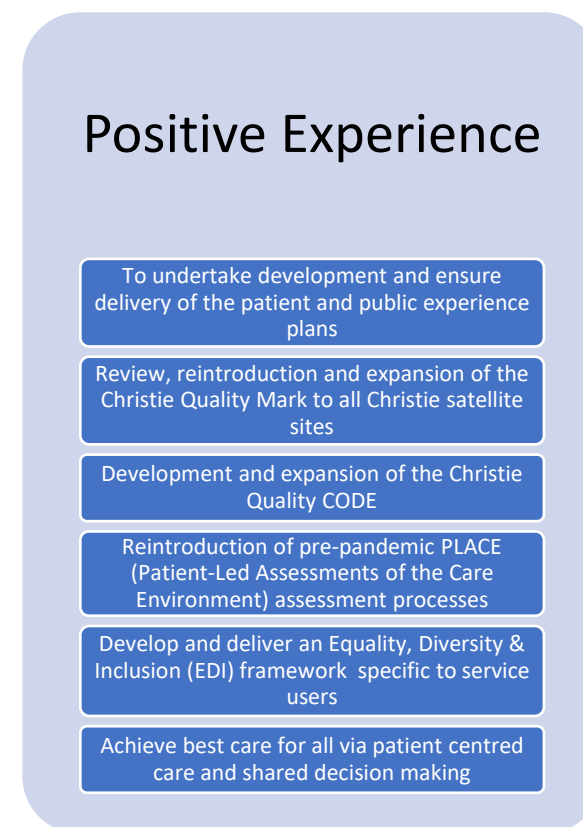 Positive Experience
To undertake development and ensure
delivery of the patient and public experience
plans
Review, reintroduction and expansion of the
Christie Quality Mark to all Christie satellite
sites
Development and expansion of the Christie
Quality CODE
Reintroduction of pre-pandemic PLACE
(Patient-Led Assessments of the Care
Environment) assessment processes
Develop and deliver an Equality, Diversity &
Inclusion (EDI) framework  specific to service
users
Achieve best care for all via patient centred
care and shared decision making